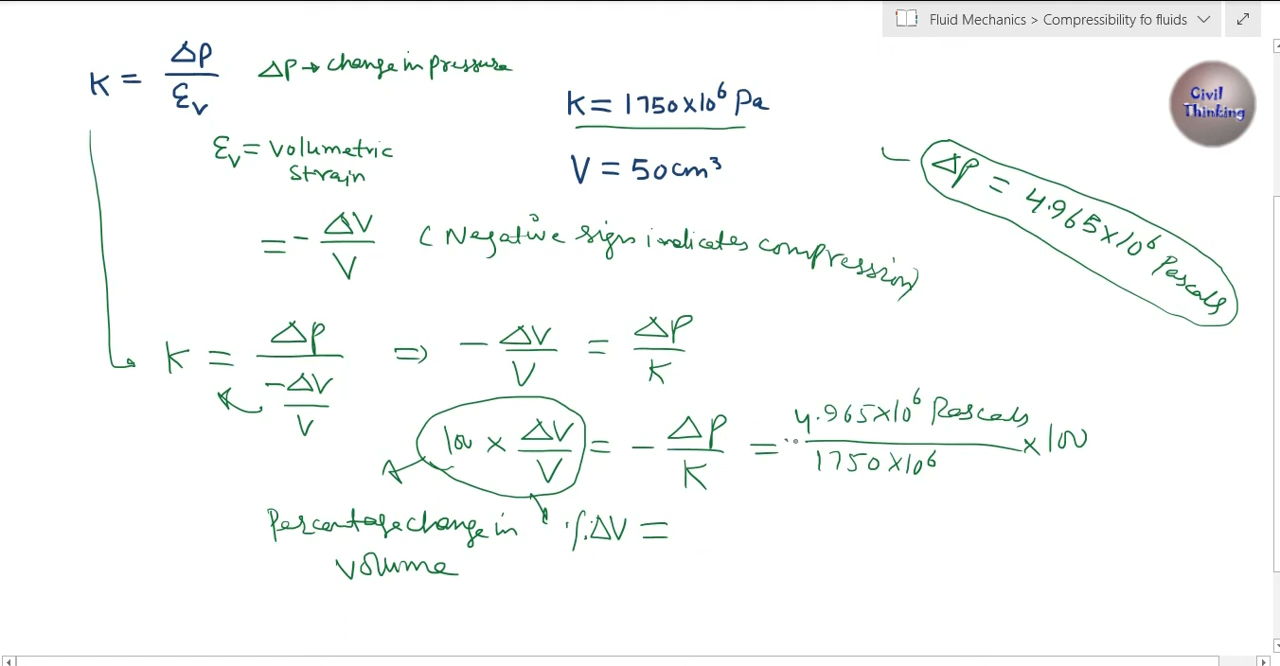 Fluid Mechanics > Compressibility fo fluids
Civil Thinking
K = ΔP / εv
ΔP → change in pressure
εv = Volumetric strain
K = 1750×10⁶ Pa
V = 50 cm³
ΔP = 4.965×10⁶ Pascals
= - ΔV / V ( Negative sign indicates compression)
K = ΔP / (-ΔV / V) ⇒ - ΔV / V = ΔP / K
100 × ΔV / V = - ΔP / K = - 4.965×10⁶ Pascals / 1750×10⁶ × 100
Percentage change in volume
%ΔV =